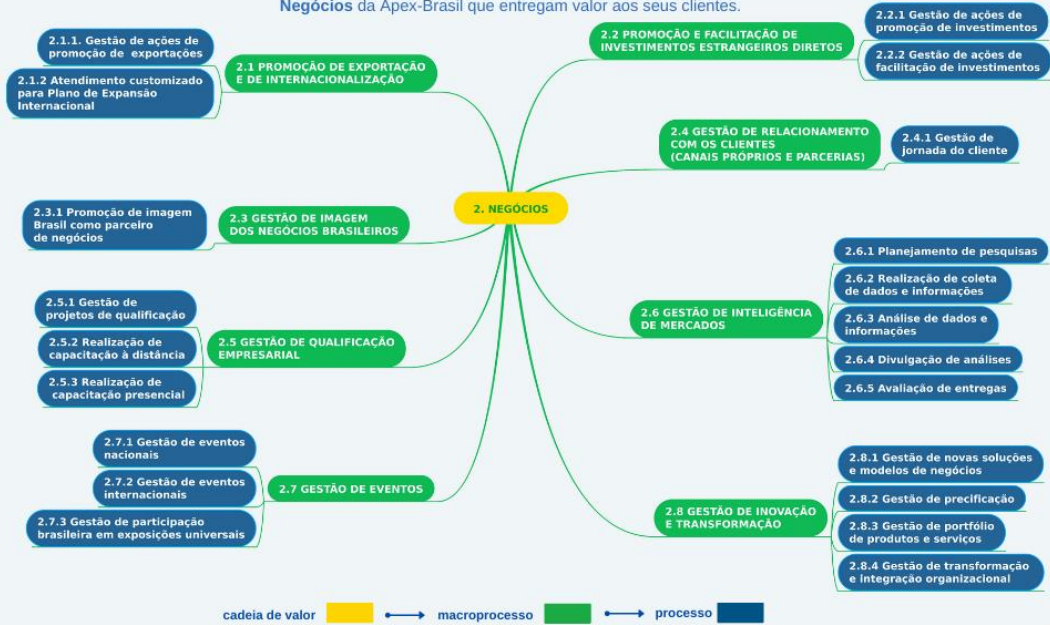 Negócios da Apex-Brasil que entregam valor aos seus clientes.
2.1.1. Gestão de ações de
promoção de exportações
2.1.2 Atendimento customizado
para Plano de Expansão
Internacional
2.1 PROMOÇÃO DE EXPORTAÇÃO
E DE INTERNACIONALIZAÇÃO
2.2 PROMOÇÃO E FACILITAÇÃO DE
INVESTIMENTOS ESTRANGEIROS DIRETOS
2.2.1 Gestão de ações de
promoção de investimentos
2.2.2 Gestão de ações de
facilitação de investimentos
2.4 GESTÃO DE RELACIONAMENTO
COM OS CLIENTES
(CANAIS PRÓPRIOS E PARCERIAS)
2.4.1 Gestão de
jornada do cliente
2. NEGÓCIOS
2.3.1 Promoção de imagem
Brasil como parceiro
de negócios
2.3 GESTÃO DE IMAGEM
DOS NEGÓCIOS BRASILEIROS
2.5.1 Gestão de
projetos de qualificação
2.5.2 Realização de
capacitação à distância
2.5.3 Realização de
capacitação presencial
2.5 GESTÃO DE QUALIFICAÇÃO
EMPRESARIAL
2.6 GESTÃO DE INTELIGÊNCIA
DE MERCADOS
2.6.1 Planejamento de pesquisas
2.6.2 Realização de coleta
de dados e informações
2.6.3 Análise de dados e
informações
2.6.4 Divulgação de análises
2.6.5 Avaliação de entregas
2.7.1 Gestão de eventos
nacionais
2.7.2 Gestão de eventos
internacionais
2.7.3 Gestão de participação
brasileira em exposições universais
2.7 GESTÃO DE EVENTOS
2.8 GESTÃO DE INOVAÇÃO
E TRANSFORMAÇÃO
2.8.1 Gestão de novas soluções
e modelos de negócios
2.8.2 Gestão de precificação
2.8.3 Gestão de portfólio
de produtos e serviços
2.8.4 Gestão de transformação
e integração organizacional
cadeia de valor
macroprocesso
processo